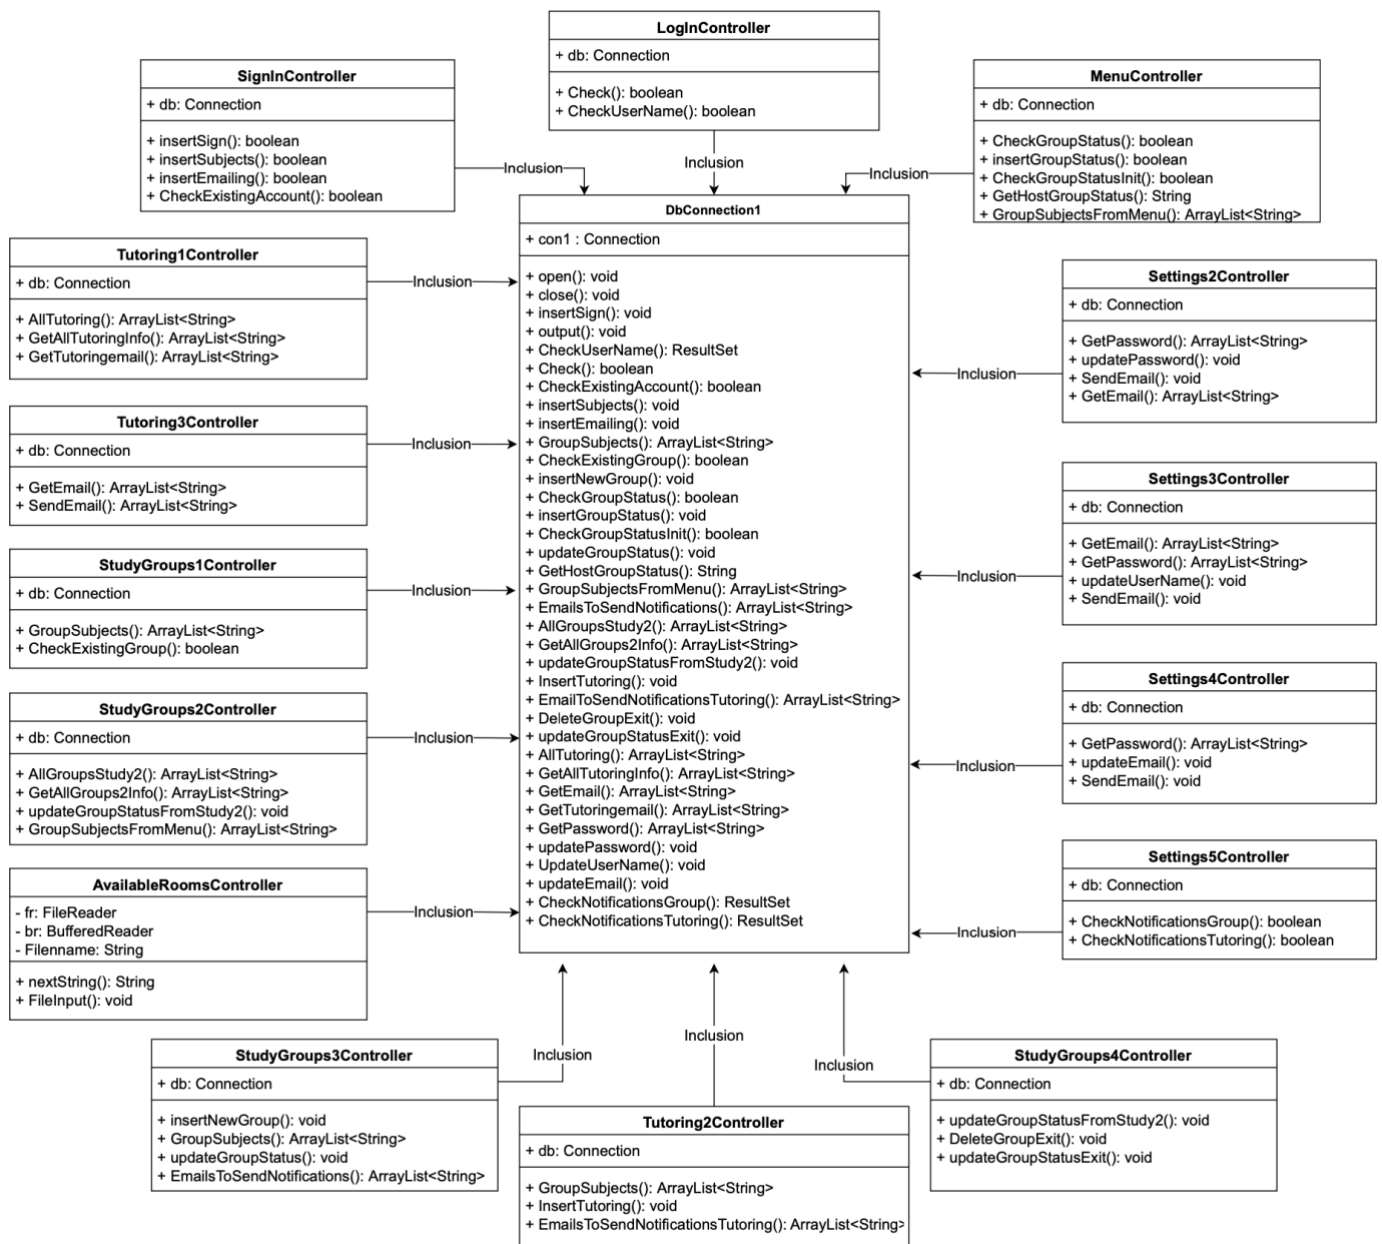 LogInController
+ db: Connection
+ Check(): boolean
+ CheckUserName(): boolean
SignInController
+ db: Connection
+ insertSign(): boolean
+ insertSubjects(): boolean
+ insertEmailing(): boolean
+ CheckExistingAccount(): boolean
MenuController
+ db: Connection
+ CheckGroupStatus(): boolean
+ insertGroupStatus(): boolean
+ CheckGroupStatusInit(): boolean
+ GetHostGroupStatus(): String
+ GroupSubjectsFromMenu(): ArrayList<String>
Inclusion
Inclusion
Inclusion
DbConnection1
+ con1 : Connection
+ open(): void
+ close(): void
+ insertSign(): void
+ output(): void
+ CheckUserName(): ResultSet
+ Check(): boolean
+ CheckExistingAccount(): boolean
+ insertSubjects(): void
+ insertEmailing(): void
+ GroupSubjects(): ArrayList<String>
+ CheckExistingGroup(): boolean
+ insertNewGroup(): void
+ CheckGroupStatus(): boolean
+ insertGroupStatus(): void
+ CheckGroupStatusInit(): boolean
+ updateGroupStatus(): void
+ GetHostGroupStatus(): String
+ GroupSubjectsFromMenu(): ArrayList<String>
+ EmailsToSendNotifications(): ArrayList<String>
+ AllGroupsStudy2(): ArrayList<String>
+ GetAllGroups2Info(): ArrayList<String>
+ updateGroupStatusFromStudy2(): void
+ InsertTutoring(): void
+ EmailToSendNotificationsTutoring(): ArrayList<String>
+ DeleteGroupExit(): void
+ updateGroupStatusExit(): void
+ AllTutoring(): ArrayList<String>
+ GetAllTutoringInfo(): ArrayList<String>
+ GetEmail(): ArrayList<String>
+ GetTutoringemail(): ArrayList<String>
+ GetPassword(): ArrayList<String>
+ updatePassword(): void
+ UpdateUserName(): void
+ updateEmail(): void
+ CheckNotificationsGroup(): ResultSet
+ CheckNotificationsTutoring(): ResultSet
Tutoring1Controller
+ db: Connection
+ AllTutoring(): ArrayList<String>
+ GetAllTutoringInfo(): ArrayList<String>
+ GetTutoringemail(): ArrayList<String>
Inclusion
Tutoring3Controller
+ db: Connection
+ GetEmail(): ArrayList<String>
+ SendEmail(): ArrayList<String>
Inclusion
StudyGroups1Controller
+ db: Connection
+ GroupSubjects(): ArrayList<String>
+ CheckExistingGroup(): boolean
Inclusion
StudyGroups2Controller
+ db: Connection
+ AllGroupsStudy2(): ArrayList<String>
+ GetAllGroups2Info(): ArrayList<String>
+ updateGroupStatusFromStudy2(): void
+ GroupSubjectsFromMenu(): ArrayList<String>
Inclusion
AvailableRoomsController
- fr: FileReader
- br: BufferedReader
- Filenname: String
+ nextString(): String
+ FileInput(): void
Inclusion
Settings2Controller
+ db: Connection
+ GetPassword(): ArrayList<String>
+ updatePassword(): void
+ SendEmail(): void
+ GetEmail(): ArrayList<String>
Inclusion
Settings3Controller
+ db: Connection
+ GetEmail(): ArrayList<String>
+ GetPassword(): ArrayList<String>
+ updateUserName(): void
+ SendEmail(): void
Inclusion
Settings4Controller
+ db: Connection
+ GetPassword(): ArrayList<String>
+ updateEmail(): void
+ SendEmail(): void
Inclusion
Settings5Controller
+ db: Connection
+ CheckNotificationsGroup(): boolean
+ CheckNotificationsTutoring(): boolean
Inclusion
StudyGroups3Controller
+ db: Connection
+ insertNewGroup(): void
+ GroupSubjects(): ArrayList<String>
+ updateGroupStatus(): void
+ EmailsToSendNotifications(): ArrayList<String>
Inclusion
Inclusion
Tutoring2Controller
+ db: Connection
+ GroupSubjects(): ArrayList<String>
+ InsertTutoring(): void
+ EmailsToSendNotificationsTutoring(): ArrayList<String>
Inclusion
StudyGroups4Controller
+ db: Connection
+ updateGroupStatusFromStudy2(): void
+ DeleteGroupExit(): void
+ updateGroupStatusExit(): void